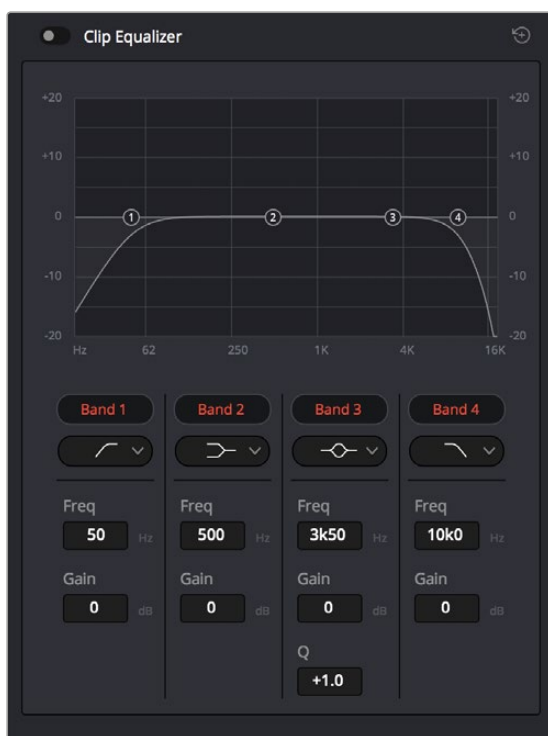 Clip Equalizer
+20 +20
+10 +10
0 1 2 3 4 0
-10 -10
-20 -20
Hz 62 250 1K 4K 16K
Band 1 Band 2 Band 3 Band 4
Freq Freq Freq Freq
50 Hz 500 Hz 3k50 Hz 10k0 Hz
Gain Gain Gain Gain
0 dB 0 dB 0 dB 0 dB
Q
+1.0